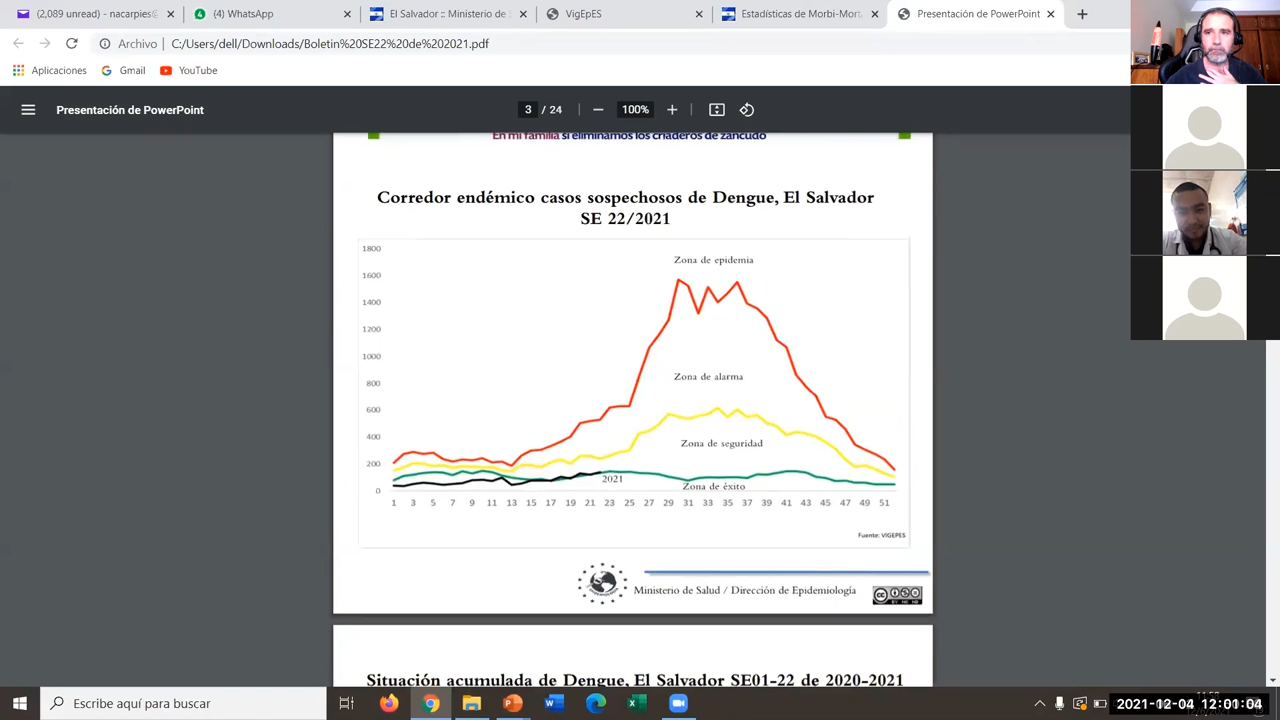 2,089 unread - ucarpies
(4) WhatsApp
El Salvador :: Ministerio de
VigEpES
Estadísticas de Morbi-Mort
Presentación de PowerPoint
Archivo C:/Users/dell/Downloads/Boletin%20SE22%20de%202021.pdf
Aplicaciones Gmail YouTube
Presentación de PowerPoint
3 / 24
100%
En mi familia sí eliminamos los criaderos de zancudo
Corredor endémico casos sospechosos de Dengue, El Salvador
SE 22/2021
1800
1600
1400
1200
1000
800
600
400
200
0
Zona de epidemia
Zona de alarma
Zona de seguridad
2021
Zona de éxito
1 3 5 7 9 11 13 15 17 19 21 23 25 27 29 31 33 35 37 39 41 43 45 47 49 51
Fuente: VIGEPES
Ministerio de Salud / Dirección de Epidemiología
Situación acumulada de Dengue, El Salvador SE01-22 de 2020-2021
Escribe aquí para buscar
2021-12-04 12:01:04